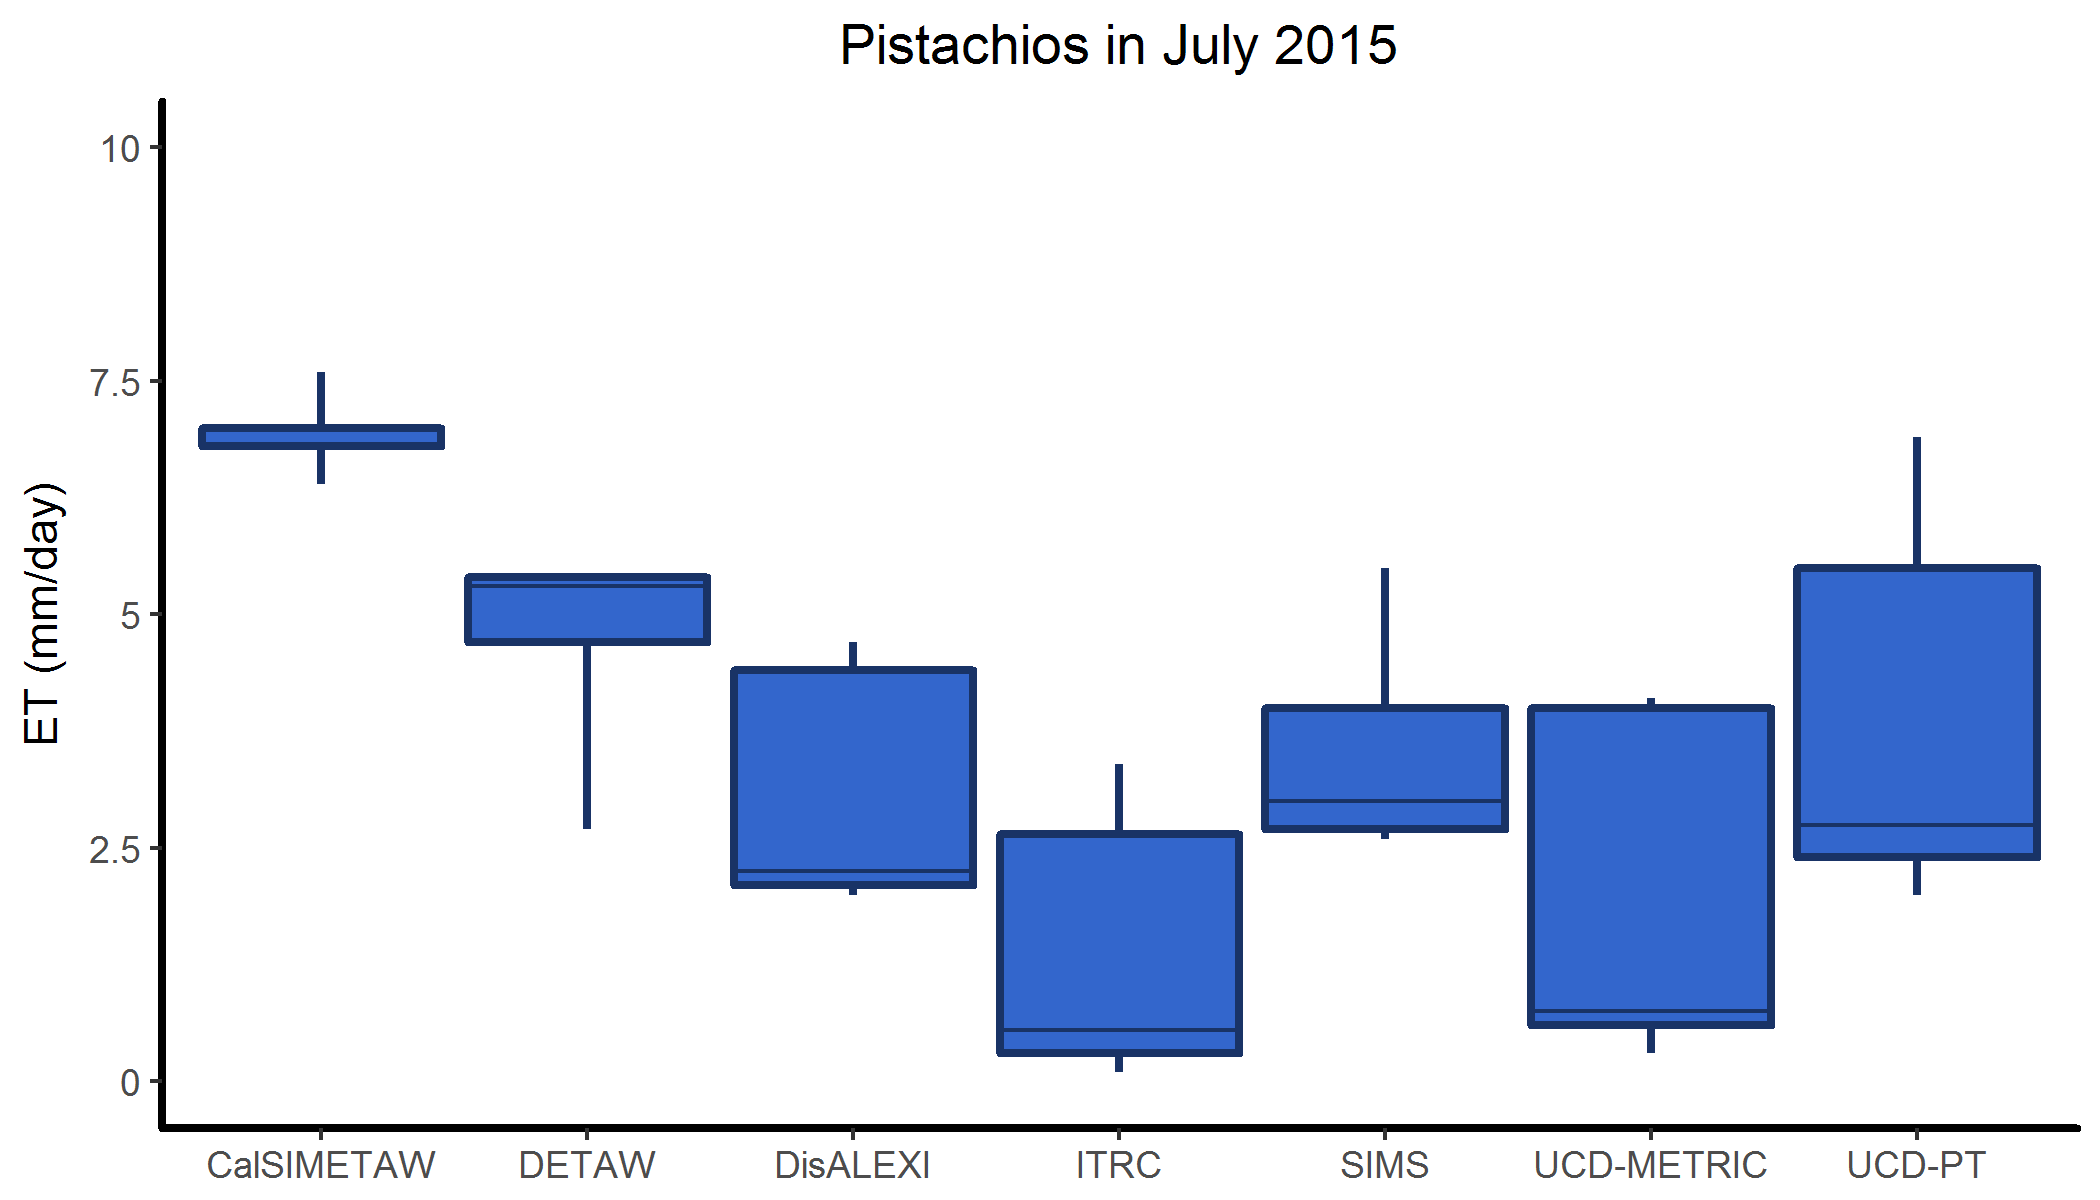 Pistachios in July 2015
ET (mm/day)
10
7.5
5
2.5
0
CalSIMETAW DETAW DisALEXI ITRC SIMS UCD-METRIC UCD-PT